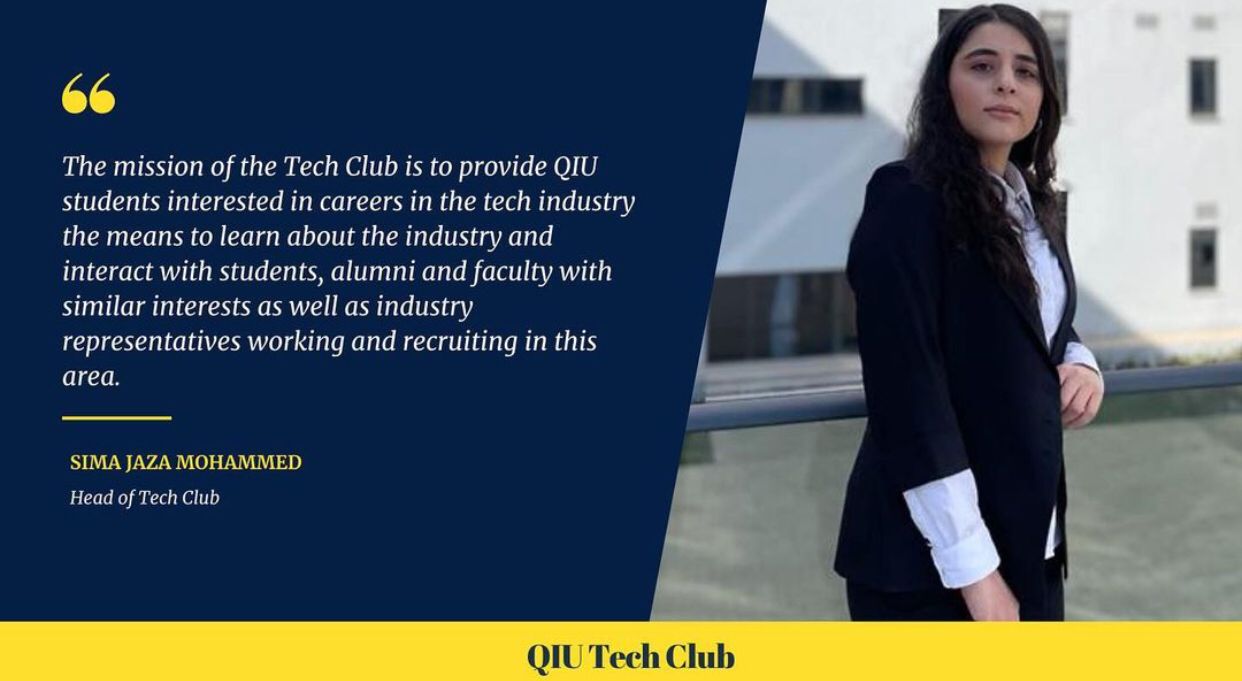 The mission of the Tech Club is to provide QIU
students interested in careers in the tech industry
the means to learn about the industry and
interact with students, alumni and faculty with
similar interests as well as industry
representatives working and recruiting in this
area.
SIMA JAZA MOHAMMED
Head of Tech Club
QIU Tech Club